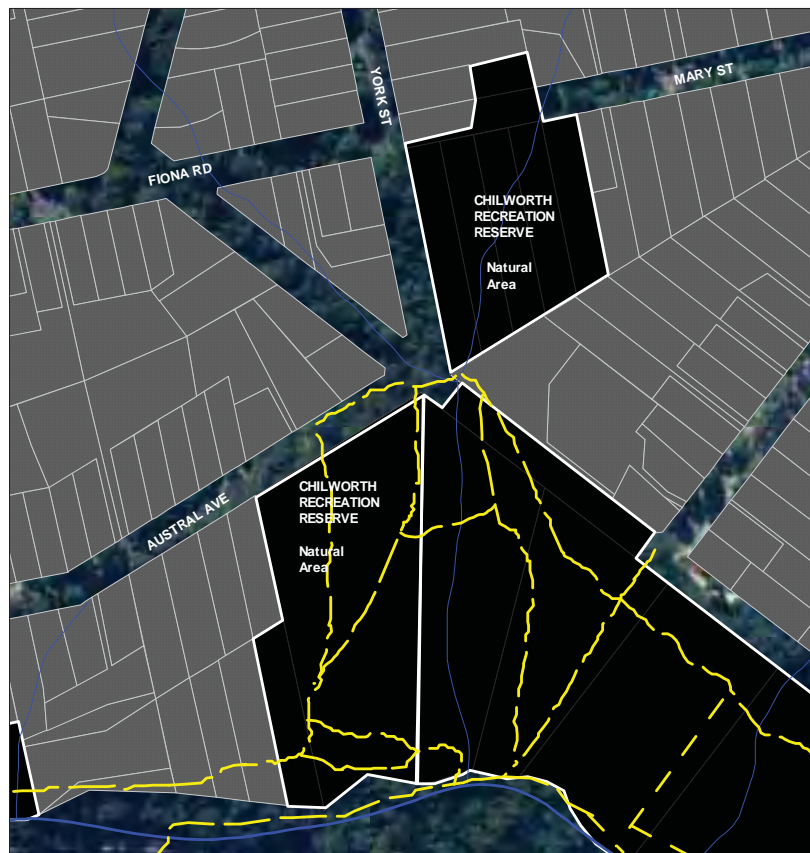 YORK ST
MARY ST
FIONA RD
CHILWORTH
RECREATION
RESERVE
Natural
Area
CHILWORTH
RECREATION
RESERVE
Natural
Area
AUSTRAL AVE